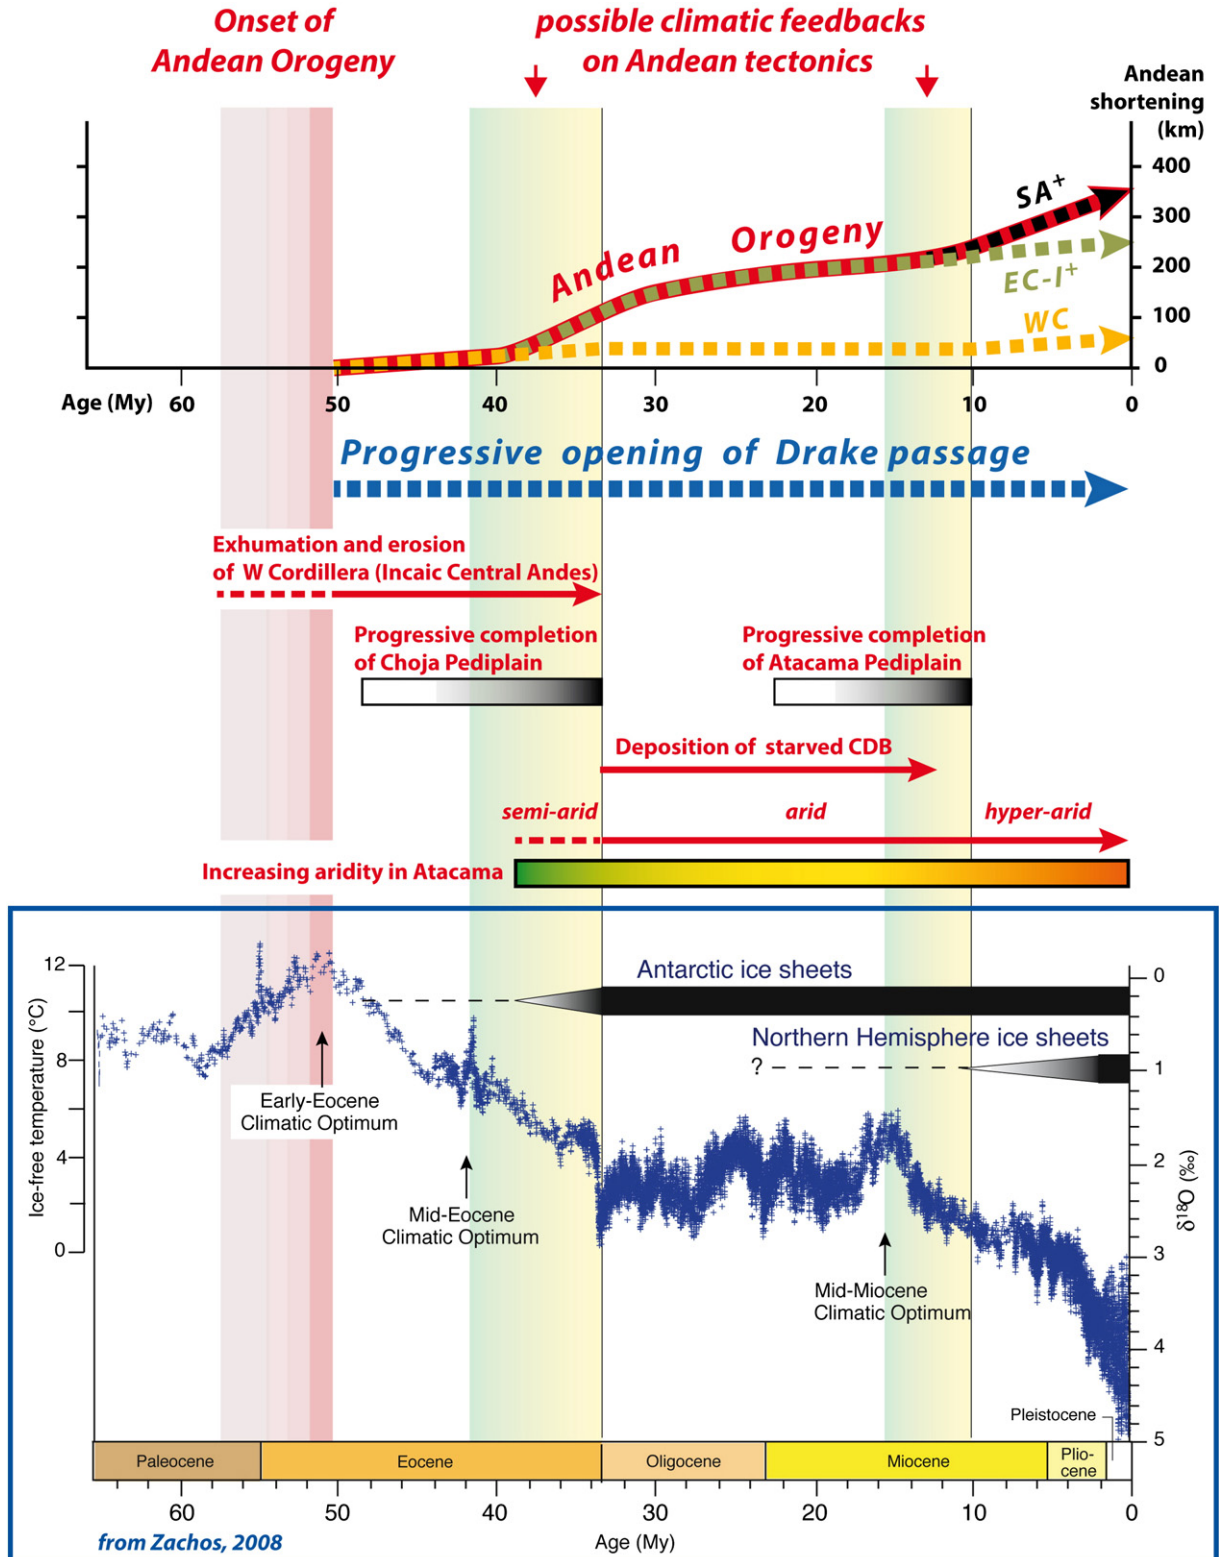 Onset of
Andean Orogeny
possible climatic feedbacks
on Andean tectonics
Andean
shortening
(km)
400
300
200
100
0
SA+
EC-I+
WC
Andean Orogeny
Age (My) 60 50 40 30 20 10 0
Progressive opening of Drake passage
Exhumation and erosion
of W Cordillera (Incaic Central Andes)
Progressive completion
of Choja Pediplain
Progressive completion
of Atacama Pediplain
Deposition of starved CDB
semi-arid arid hyper-arid
Increasing aridity in Atacama
Ice-free temperature (°C)
12
8
4
0
Antarctic ice sheets
Northern Hemisphere ice sheets
?
Early-Eocene
Climatic Optimum
Mid-Eocene
Climatic Optimum
Mid-Miocene
Climatic Optimum
0
1
2
3
4
5
δ18O (‰)
Pleistocene
Paleocene Eocene Oligocene Miocene Plio-
cene
60 50 40 30 20 10 0
Age (My)
from Zachos, 2008